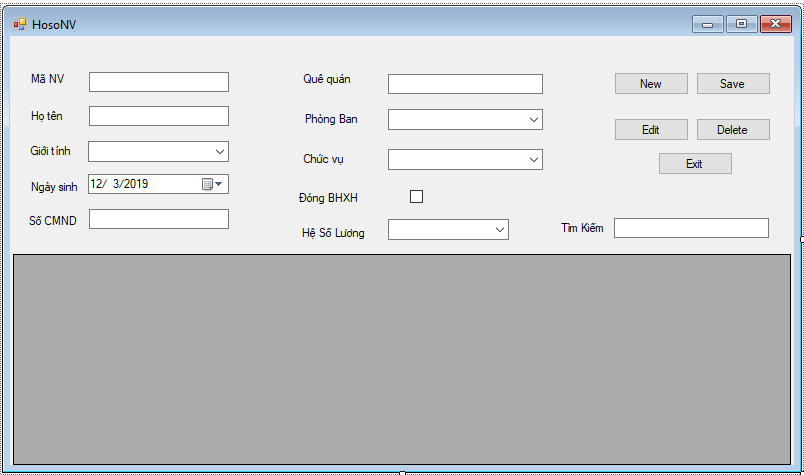 HosoNV
Mã NV
Quê quán
New
Save
Họ tên
Phòng Ban
Edit
Delete
Giới tính
Chức vụ
Exit
Ngày sinh
12/ 3/2019
Đóng BHXH
Số CMND
Hệ Số Lương
Tìm Kiếm